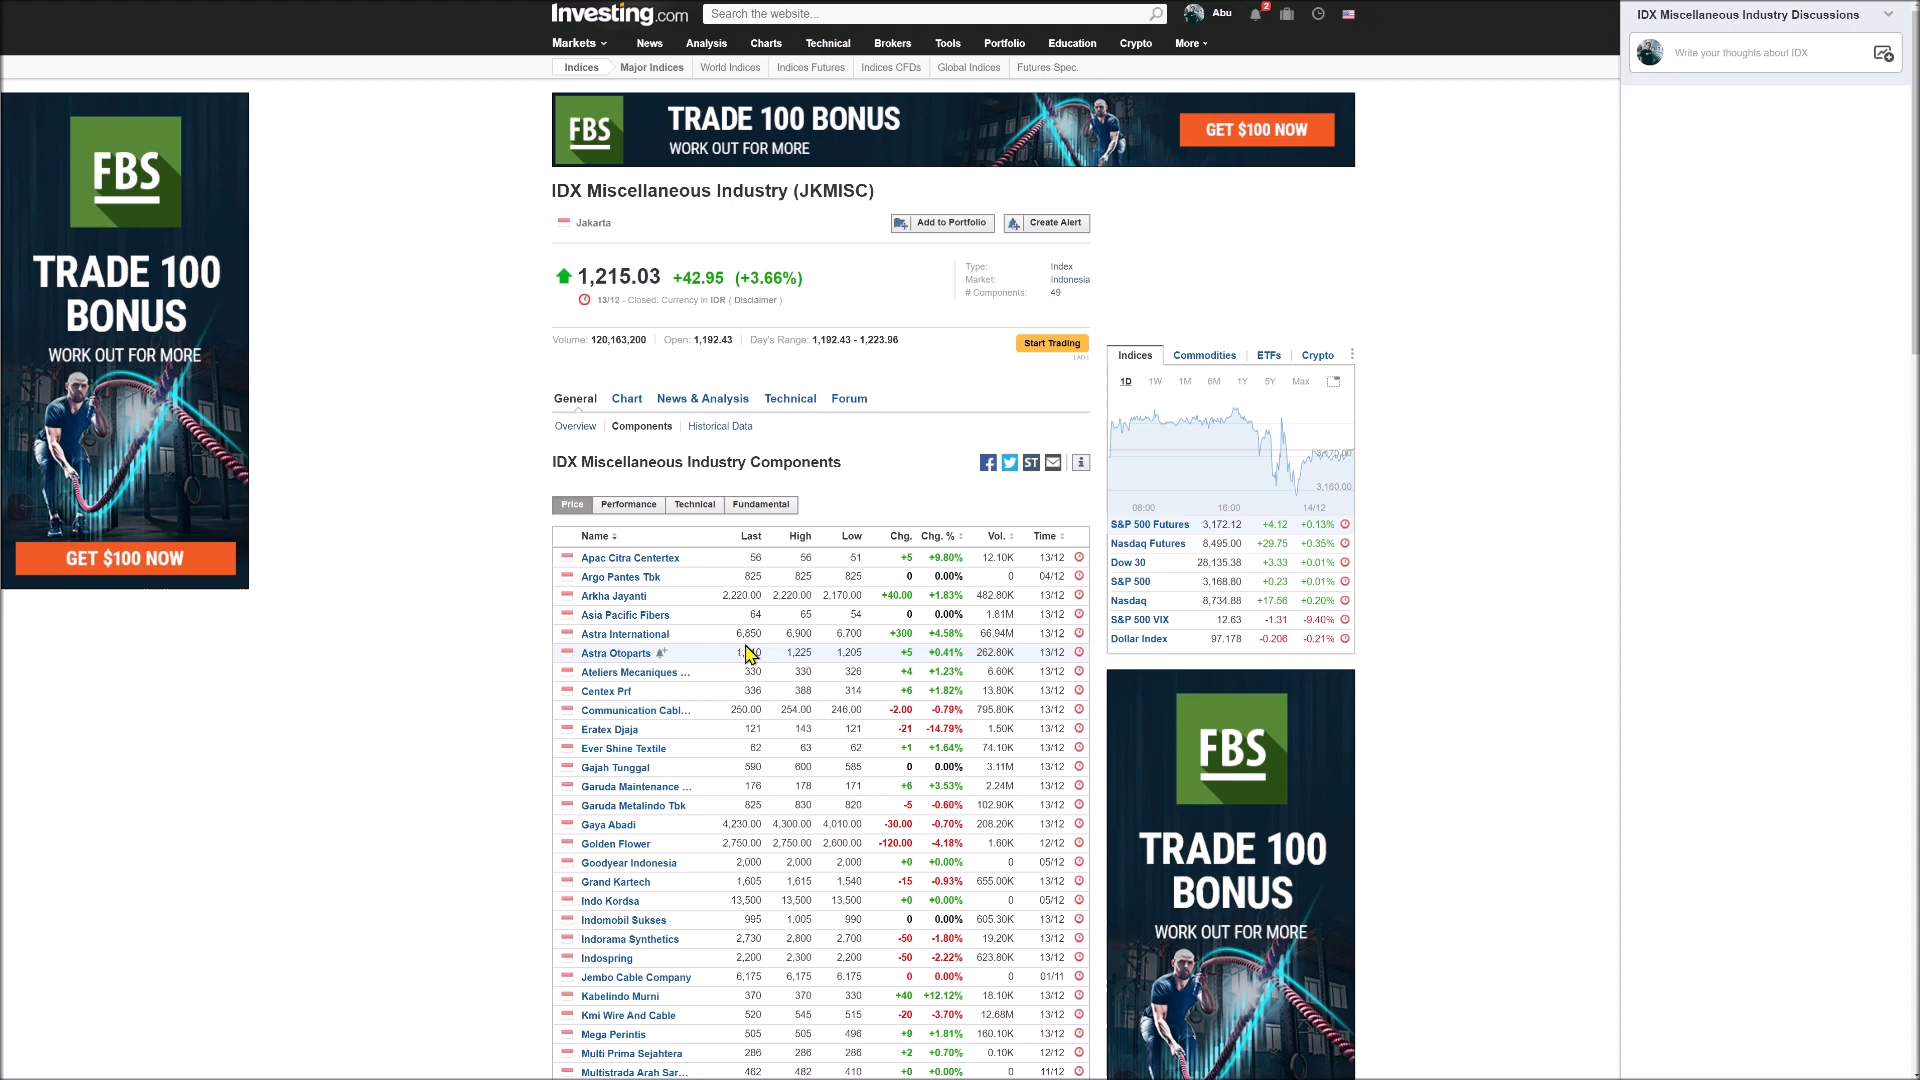 Investing.com
Search the website...
Abu
2
Markets
News
Analysis
Charts
Technical
Brokers
Tools
Portfolio
Education
Crypto
More
Indices
Major Indices
World Indices
Indices Futures
Indices CFDs
Global Indices
Futures Spec.
IDX Miscellaneous Industry Discussions
Write your thoughts about IDX
FBS
TRADE 100
BONUS
WORK OUT FOR MORE
GET $100 NOW
FBS
TRADE 100 BONUS
WORK OUT FOR MORE
GET $100 NOW
IDX Miscellaneous Industry (JKMISC)
Jakarta
Add to Portfolio
Create Alert
1,215.03 +42.95 (+3.66%)
13/12 - Closed. Currency in IDR ( Disclaimer )
Type: Index
Market: Indonesia
# Components: 49
Volume: 120,163,200 Open: 1,192.43 Day's Range: 1,192.43 - 1,223.96
Start Trading
General Chart News & Analysis Technical Forum
Overview Components Historical Data
IDX Miscellaneous Industry Components
ST
i
Price Performance Technical Fundamental
Name Last High Low Chg. Chg. % Vol. Time
Apac Citra Centertex 56 56 51 +5 +9.80% 12.10K 13/12
Argo Pantes Tbk 825 825 825 0 0.00% 0 04/12
Arkha Jayanti 2,220.00 2,220.00 2,170.00 +40.00 +1.83% 482.80K 13/12
Asia Pacific Fibers 64 65 54 0 0.00% 1.81M 13/12
Astra International 6,850 6,900 6,700 +300 +4.58% 66.94M 13/12
Astra Otoparts 1,225 1,205 +5 +0.41% 262.80K 13/12
Ateliers Mecaniques ... 330 330 326 +4 +1.23% 6.60K 13/12
Centex Prf 336 388 314 +6 +1.82% 13.80K 13/12
Communication Cabl... 250.00 254.00 246.00 -2.00 -0.79% 795.80K 13/12
Eratex Djaja 121 143 121 -21 -14.79% 1.50K 13/12
Ever Shine Textile 62 63 62 +1 +1.64% 74.10K 13/12
Gajah Tunggal 590 600 585 0 0.00% 3.11M 13/12
Garuda Maintenance ... 176 178 171 +6 +3.53% 2.24M 13/12
Garuda Metalindo Tbk 825 830 820 -5 -0.60% 102.90K 13/12
Gaya Abadi 4,230.00 4,300.00 4,010.00 -30.00 -0.70% 208.20K 13/12
Golden Flower 2,750.00 2,750.00 2,600.00 -120.00 -4.18% 1.60K 12/12
Goodyear Indonesia 2,000 2,000 2,000 +0 +0.00% 0 05/12
Grand Kartech 1,605 1,615 1,540 -15 -0.93% 655.00K 13/12
Indo Kordsa 13,500 13,500 13,500 +0 +0.00% 0 05/12
Indomobil Sukses 995 1,005 990 0 0.00% 605.30K 13/12
Indorama Synthetics 2,730 2,800 2,700 -50 -1.80% 19.20K 13/12
Indospring 2,200 2,300 2,200 -50 -2.22% 623.80K 13/12
Jembo Cable Company 6,175 6,175 6,175 0 0.00% 0 01/11
Kabelindo Murni 370 370 330 +40 +12.12% 18.10K 13/12
Kmi Wire And Cable 520 545 515 -20 -3.70% 12.68M 13/12
Mega Perintis 505 505 496 +9 +1.81% 160.10K 13/12
Multi Prima Sejahtera 286 286 286 +2 +0.70% 0.10K 12/12
Multistrada Arah Sar... 462 482 410 +0 +0.00% 0 11/12
Indices Commodities ETFs Crypto
1D 1W 1M 6M 1Y 5Y Max
3,170.00
3,160.00
08:00 16:00 14/12
S&P 500 Futures 3,172.12 +4.12 +0.13%
Nasdaq Futures 8,495.00 +29.75 +0.35%
Dow 30 28,135.38 +3.33 +0.01%
S&P 500 3,168.80 +0.23 +0.01%
Nasdaq 8,734.88 +17.56 +0.20%
S&P 500 VIX 12.63 -1.31 -9.40%
Dollar Index 97.178 -0.206 -0.21%
FBS
TRADE 100
BONUS
WORK OUT FOR MORE